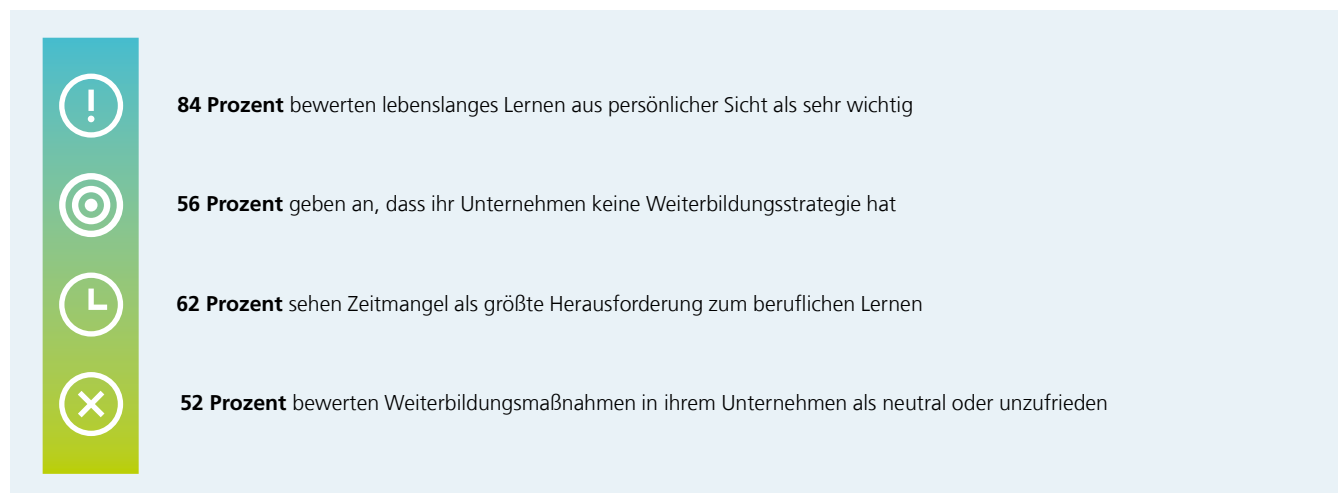 84 Prozent bewerten lebenslanges Lernen aus persönlicher Sicht als sehr wichtig
56 Prozent geben an, dass ihr Unternehmen keine Weiterbildungsstrategie hat
62 Prozent sehen Zeitmangel als größte Herausforderung zum beruflichen Lernen
52 Prozent bewerten Weiterbildungsmaßnahmen in ihrem Unternehmen als neutral oder unzufrieden